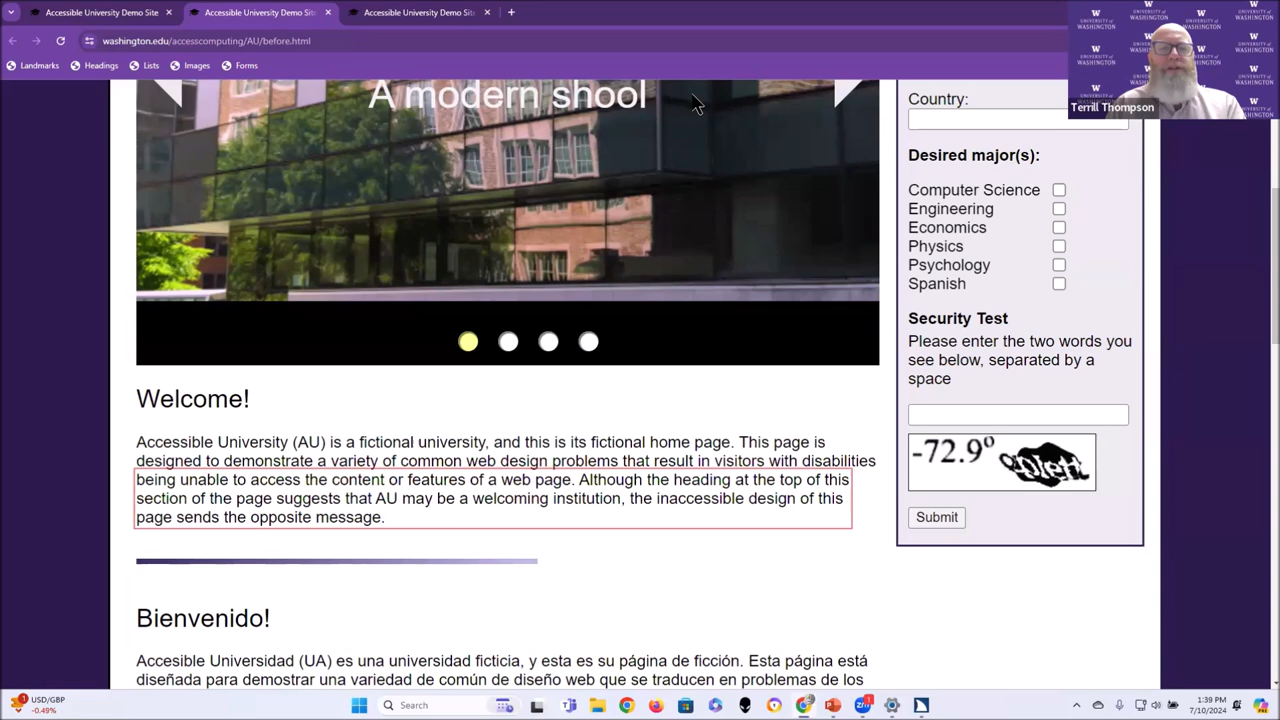 Accessible University Demo Site
Accessible University Demo Site
Accessible University Demo Site
washington.edu/accesscomputing/AU/before.html
Landmarks
Headings
Lists
Images
Forms
Terrill Thompson
A modern shool
Country:
Desired major(s):
Computer Science
Engineering
Economics
Physics
Psychology
Spanish
Security Test
Please enter the two words you
see below, separated by a
space
-72.9º
Submit
Welcome!
Accessible University (AU) is a fictional university, and this is its fictional home page. This page is
designed to demonstrate a variety of common web design problems that result in visitors with disabilities
being unable to access the content or features of a web page. Although the heading at the top of this
section of the page suggests that AU may be a welcoming institution, the inaccessible design of this
page sends the opposite message.
Bienvenido!
Accesible Universidad (UA) es una universidad ficticia, y esta es su página de ficción. Esta página está
diseñada para demostrar una variedad de común de diseño web que se traducen en problemas de los
USD/GBP
-0.49%
Search
1:39 PM
7/10/2024